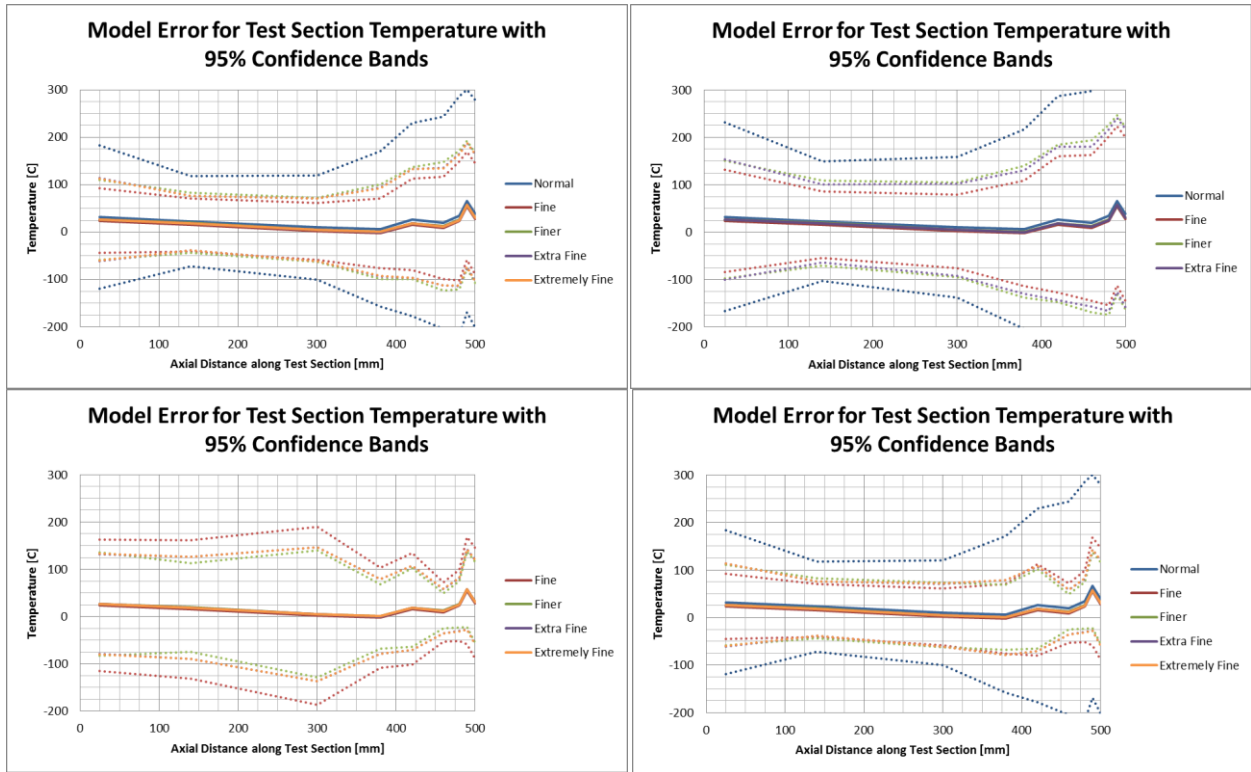 Model Error for Test Section Temperature with
95% Confidence Bands
300
200
100
0
-100
-200
Temperature [C]
0 100 200 300 400 500
Axial Distance along Test Section [mm]
Normal
Fine
Finer
Extra Fine
Extremely Fine
Model Error for Test Section Temperature with
95% Confidence Bands
300
200
100
0
-100
-200
Temperature [C]
0 100 200 300 400 500
Axial Distance along Test Section [mm]
Normal
Fine
Finer
Extra Fine
Model Error for Test Section Temperature with
95% Confidence Bands
300
200
100
0
-100
-200
Temperature [C]
0 100 200 300 400 500
Axial Distance along Test Section [mm]
Fine
Finer
Extra Fine
Extremely Fine
Model Error for Test Section Temperature with
95% Confidence Bands
300
200
100
0
-100
-200
Temperature [C]
0 100 200 300 400 500
Axial Distance along Test Section [mm]
Normal
Fine
Finer
Extra Fine
Extremely Fine